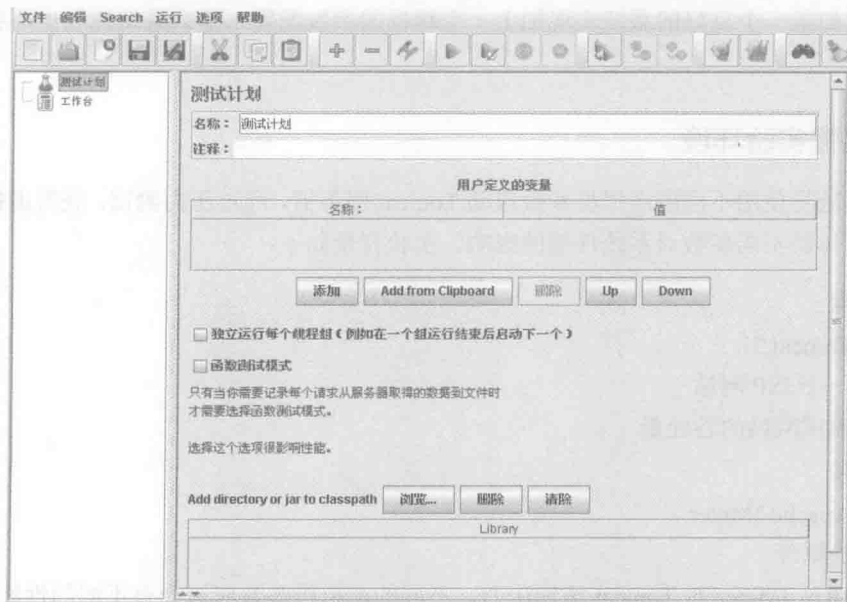 文件 编辑 Search 运行 选项 帮助
测试计划
工作台
测试计划
名称： 测试计划
注释：
用户定义的变量
名称： 值
添加 Add from Clipboard 删除 Up Down
独立运行每个线程组（例如在一个组运行结束后启动下一个）
函数测试模式
只有当你需要记录每个请求从服务器取得的数据到文件时
才需要选择函数测试模式。
选择这个选项很影响性能。
Add directory or jar to classpath 浏览... 删除 清除
Library